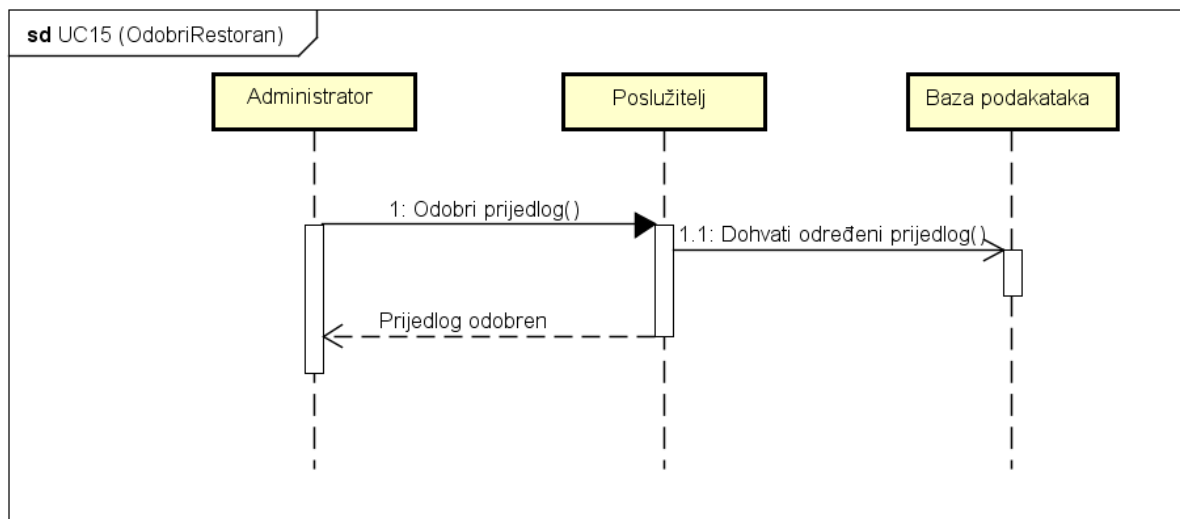 sd UC15 (OdobriRestoran)
Administrator
Poslužitelj
Baza podakataka
1: Odobri prijedlog()
1.1: Dohvati određeni prijedlog()
Prijedlog odobren